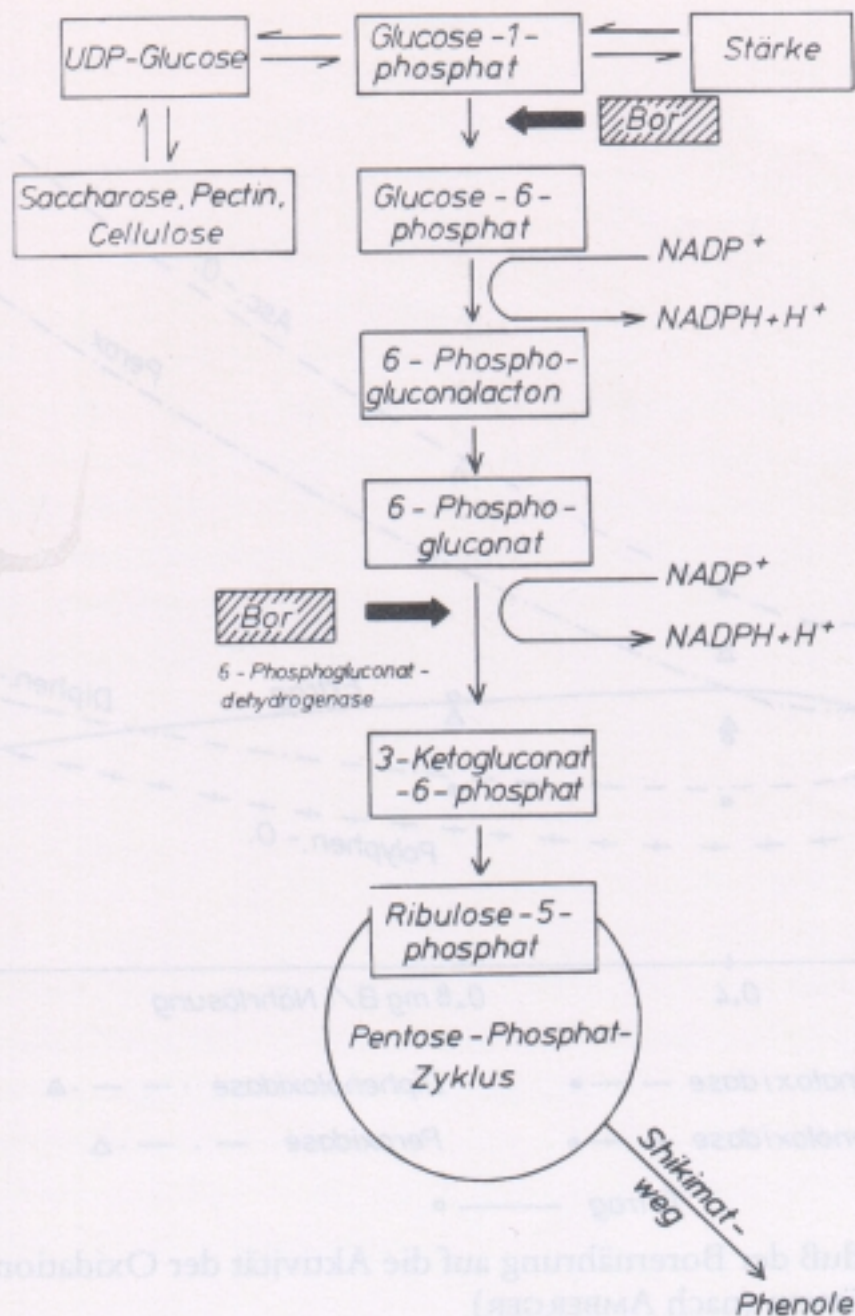 UDP-Glucose
Glucose-1-
phosphat
Stärke
Bor
Saccharose, Pectin,
Cellulose
Glucose-6-
phosphat
NADP⁺
NADPH+H⁺
6-Phospho-
gluconolacton
6-Phospho-
gluconat
NADP⁺
Bor
NADPH+H⁺
6-Phosphogluconat-
dehydrogenase
3-Ketogluconat
-6-phosphat
Ribulose-5-
phosphat
Pentose-Phosphat-
Zyklus
Shikimat-
weg
Phenole